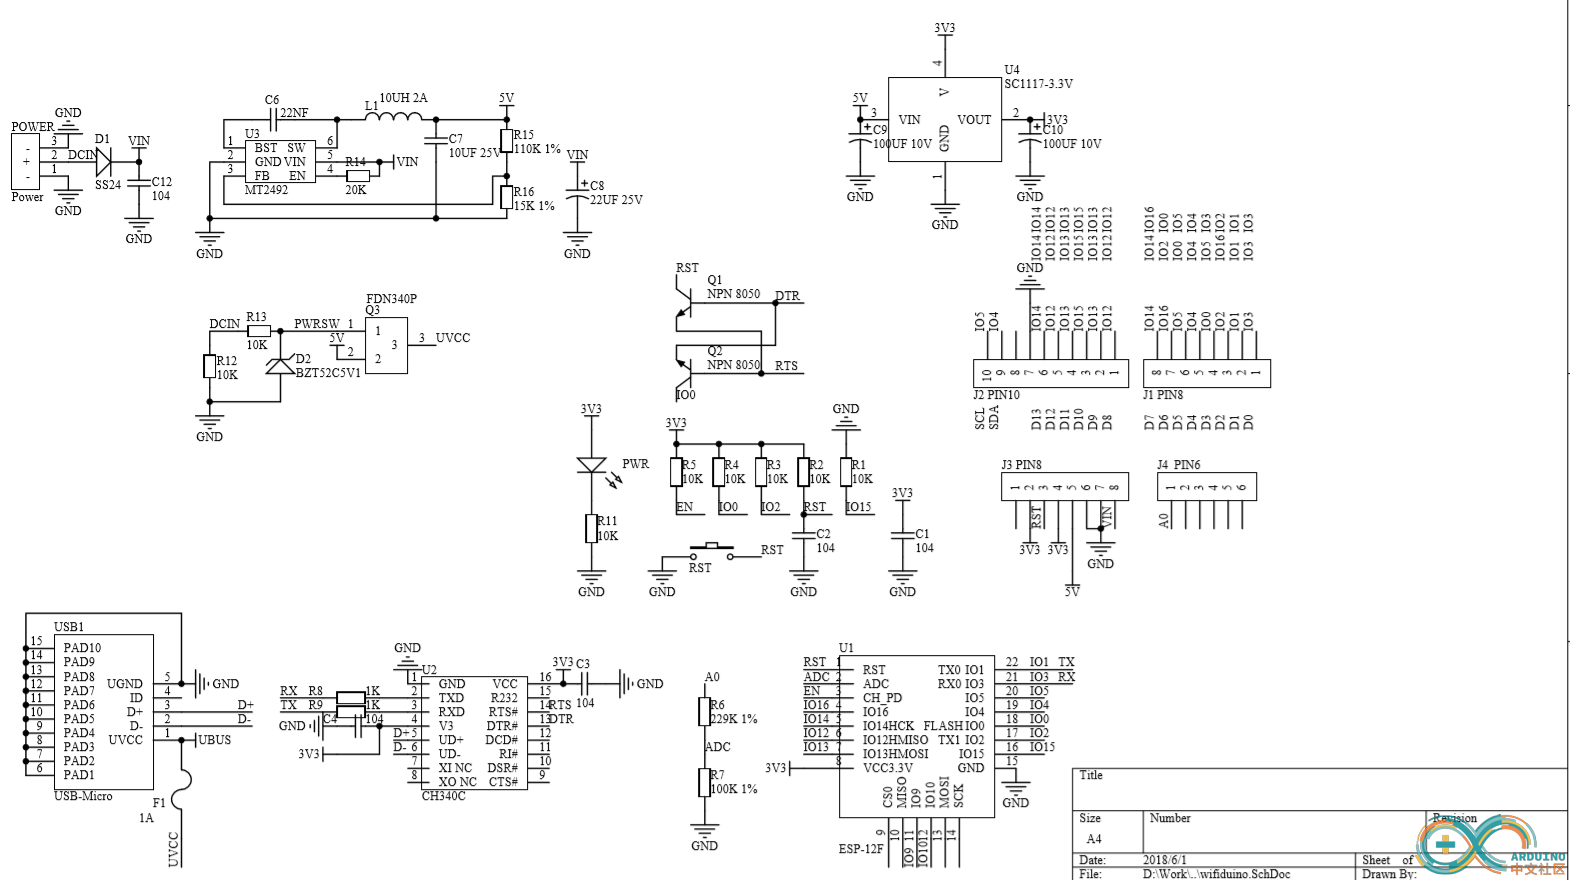 POWER
GND
3
2
1
-
+
-
Power
DCIN
D1
SS24
GND
VIN
C12
104
GND
C6
22NF
L1
10UH 2A
5V
U3
1 BST SW 6
2 GND VIN 5
3 FB EN 4
MT2492
R14
20K
VIN
C7
10UF 25V
R15
110K 1%
R16
15K 1%
GND
VIN
C8
22UF 25V
GND
3V3
4
U4
SC1117-3.3V
5V
3 VIN
V
VOUT 2
GND
1
3V3
C9
100UF 10V
C10
100UF 10V
GND
GND
GND
DCIN
R13
10K
R12
10K
PWRSW
D2
BZT52C5V1
5V
FDN340P
Q3
1
2
3
1
2
3
UVCC
GND
RST
Q1
NPN 8050
DTR
Q2
NPN 8050
RTS
IO0
3V3
PWR
R11
10K
GND
3V3
R5
10K
R4
10K
R3
10K
R2
10K
GND
R1
10K
EN
IO0
IO2
RST
IO15
C2
104
GND
RST
RST
GND
3V3
C1
104
GND
IO14 IO14
IO12 IO12
IO13 IO13
IO15 IO15
IO13 IO13
IO12 IO12
IO14 IO16
IO2 IO0
IO0 IO5
IO4 IO4
IO5 IO3
IO16 IO2
IO1 IO1
IO3 IO3
GND
IO5
IO4
IO14
IO12
IO13
IO15
IO13
IO12
10 9 8 7 6 5 4 3 2 1
J2 PIN10
SCL
SDA
D13
D12
D11
D10
D9
D8
IO14
IO16
IO5
IO4
IO0
IO2
IO1
IO3
8 7 6 5 4 3 2 1
J1 PIN8
D7
D6
D5
D4
D3
D2
D1
D0
J3 PIN8
1 2 3 4 5 6 7 8
RST
VIN
3V3
3V3
5V
GND
J4 PIN6
1 2 3 4 5 6
A0
USB1
15 PAD10
14 PAD9
13 PAD8
12 PAD7
11 PAD6
10 PAD5
9 PAD4
8 PAD3
7 PAD2
6 PAD1
UGND 5
ID 4
D+ 3
D- 2
UVCC 1
USB-Micro
GND
D+
D-
UBUS
F1
1A
UVCC
GND
U2
RX R8 1K
TX R9 1K
GND
C4
104
3V3
D+
D-
1 GND VCC 16
2 TXD R232 15
3 RXD RTS# 14
4 V3 DTR# 13
5 UD+ DCD# 12
6 UD- RI# 11
7 XI NC DSR# 10
8 XO NC CTS# 9
CH340C
RTS
DTR
3V3
C3
104
GND
A0
R6
229K 1%
ADC
R7
100K 1%
GND
U1
RST 1 RST TX0 IO1 22 IO1 TX
ADC 2 ADC RX0 IO3 21 IO3 RX
EN 3 CH_PD IO5 20 IO5
IO16 4 IO16 IO4 19 IO4
IO14 5 IO14HCK FLASH IO0 18 IO0
IO12 6 IO12HMISO TX1 IO2 17 IO2
IO13 7 IO13HMOSI IO15 16 IO15
3V3 8 VCC3.3V GND 15
GND
CS0
MISO
IO9
IO10
MOSI
SCK
9
10
11
12
13
14
IO9
IO10
ESP-12F
Title
Size
A4
Number
Revision
Date:
2018/6/1
Sheet of
File:
D:\Work\..\wifiduino.SchDoc
Drawn By:
ARDUINO
中文社区